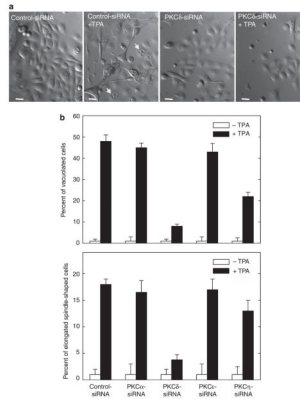 a
Control-siRNA
Control-siRNA
+TPA
PKCδ-siRNA
PKCδ-siRNA
+ TPA
b
Percent of vacuolated cells
60
50
40
30
20
10
0
– TPA
+ TPA
Percent of elongated spindle-shaped cells
20
15
10
5
0
– TPA
+ TPA
Control-
siRNA
PKCα-
siRNA
PKCδ-
siRNA
PKCε-
siRNA
PKCη-
siRNA